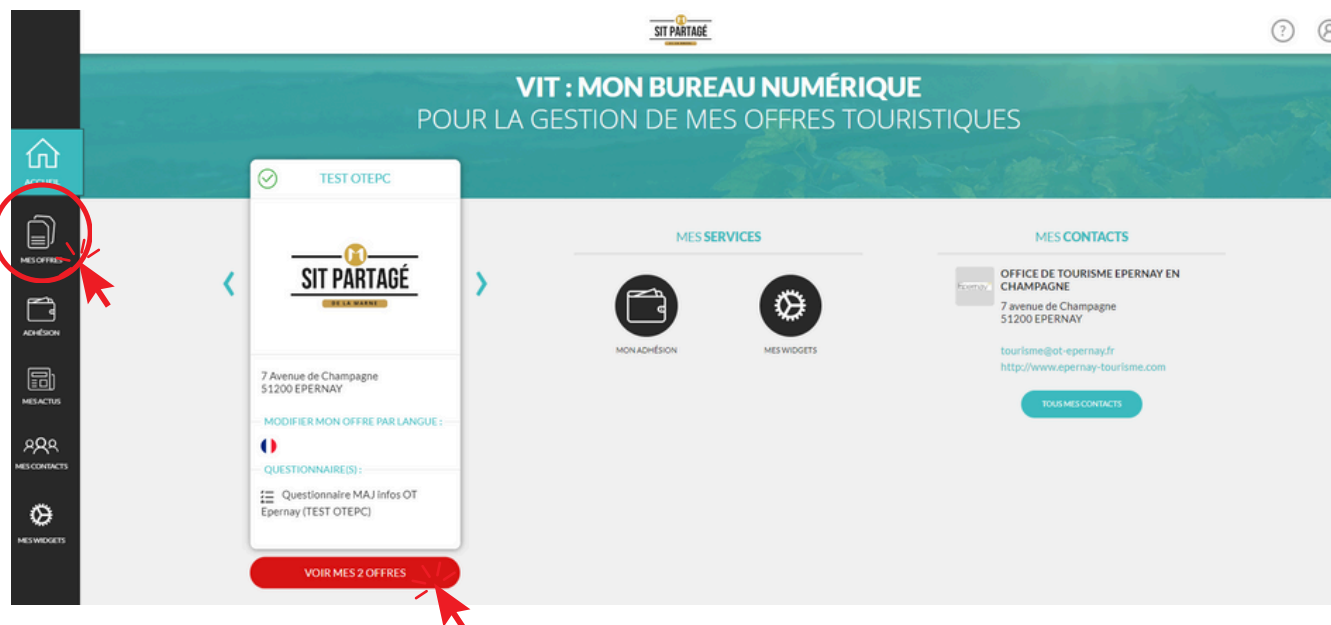 SIT PARTAGÉ
?
VIT : MON BUREAU NUMÉRIQUE
POUR LA GESTION DE MES OFFRES TOURISTIQUES
ACCUEIL
MES OFFRES
ADHÉSION
MES ACTUS
MES CONTACTS
MES WIDGETS
TEST OTEPC
SIT PARTAGÉ
DE LA MARNE
7 Avenue de Champagne
51200 EPERNAY
MODIFIER MON OFFRE PAR LANGUE :
QUESTIONNAIRE(S) :
Questionnaire MAJ infos OT
Epernay (TEST OTEPC)
VOIR MES 2 OFFRES
MES SERVICES
MON ADHÉSION
MES WIDGETS
MES CONTACTS
Epernay
OFFICE DE TOURISME EPERNAY EN
CHAMPAGNE
7 avenue de Champagne
51200 EPERNAY
tourisme@ot-epernay.fr
http://www.epernay-tourisme.com
TOUS MES CONTACTS